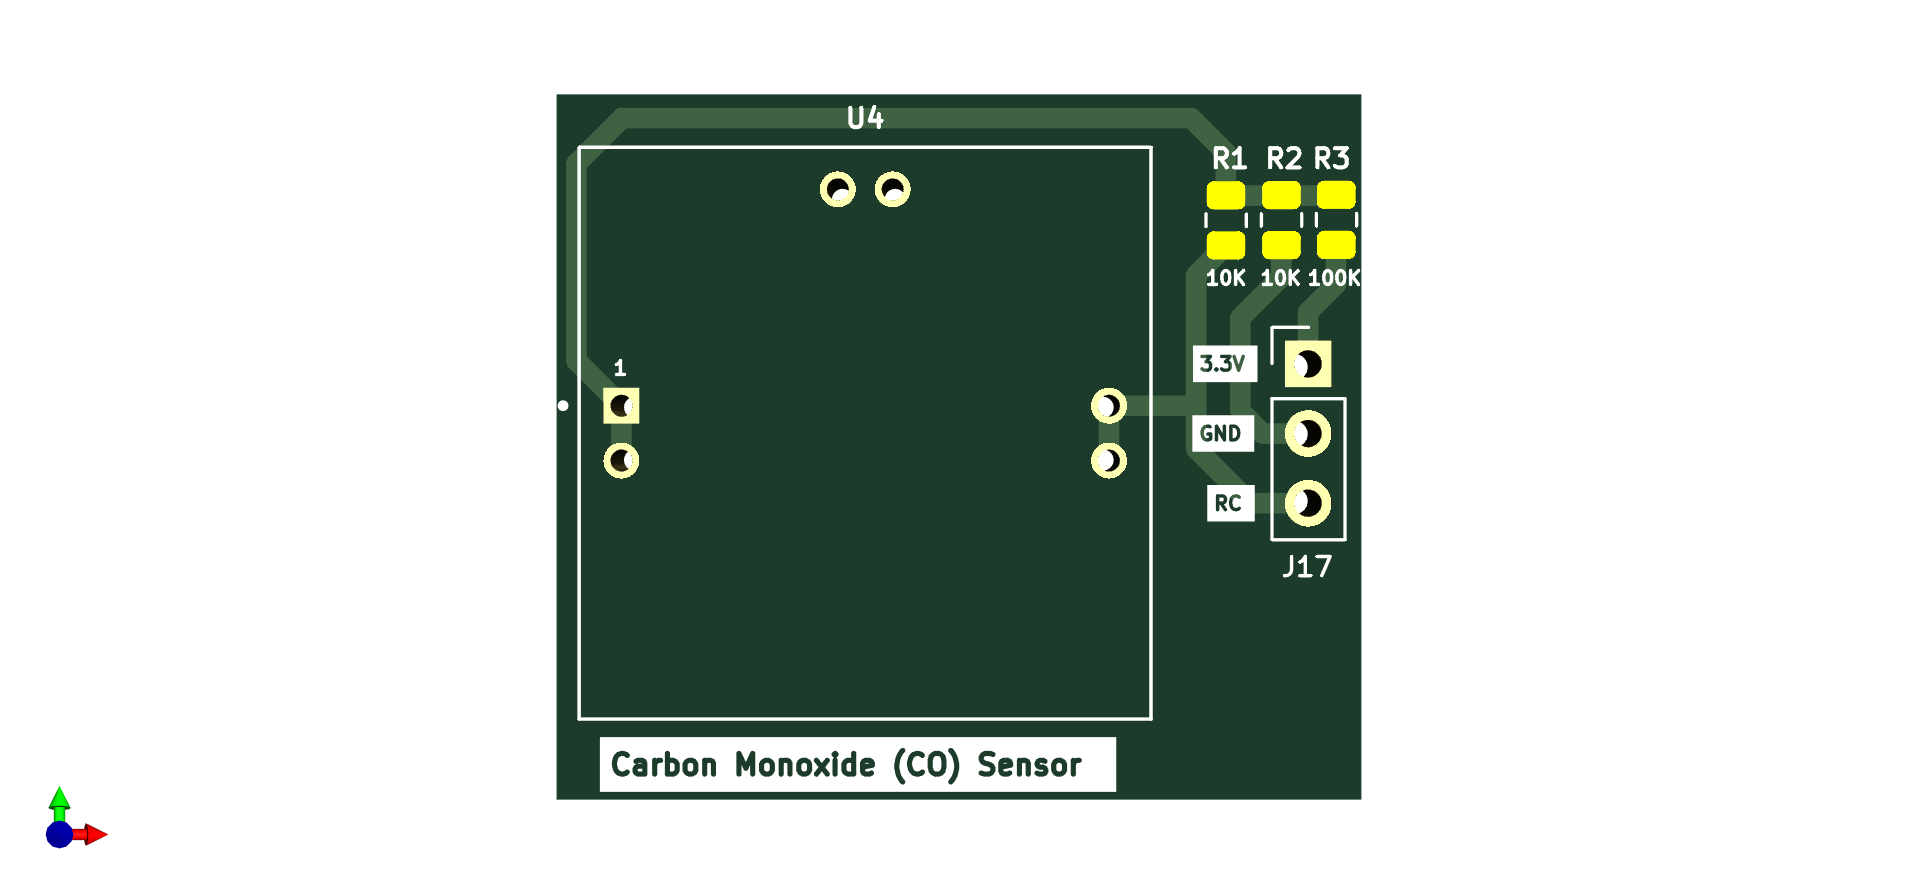 U4
R1 R2 R3
10K 10K 100K
1
3.3V
GND
RC
J17
Carbon Monoxide (CO) Sensor